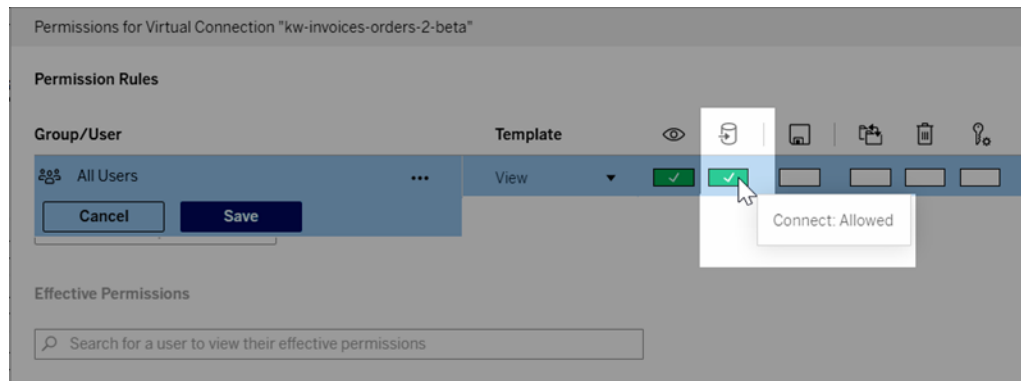 Permissions for Virtual Connection "kw-invoices-orders-2-beta"
Permission Rules
Group/User Template
All Users View
Cancel Save
Connect: Allowed
Effective Permissions
Search for a user to view their effective permissions